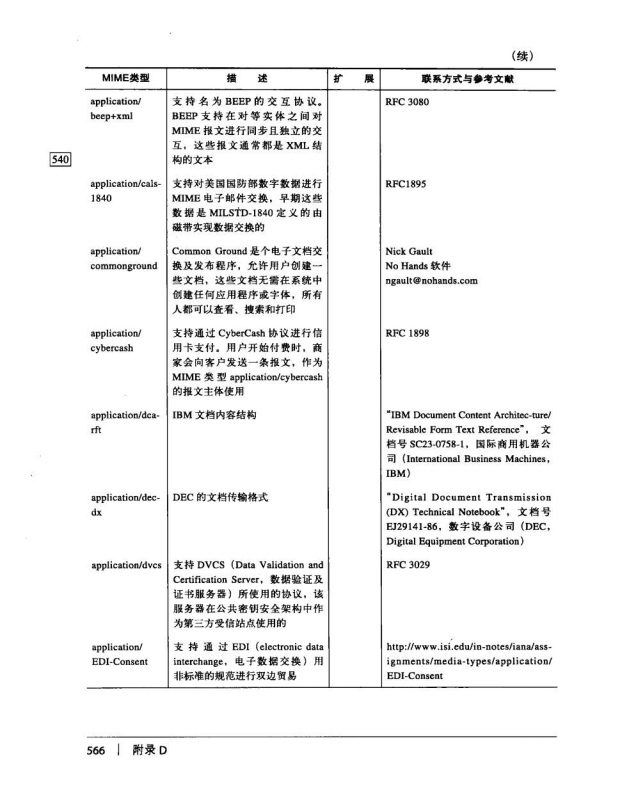 （续）
MIME类型 描 述 扩 展 联系方式与参考文献
application/ 支持名为BEEP的交互协议。 RFC 3080
beep+xml BEEP支持在对等实体之间对
MIME报文进行同步且独立的交
互，这些报文通常都是XML结
540 构的文本
application/cals- 支持对美国国防部数字数据进行 RFC1895
1840 MIME电子邮件交换，早期这些
数据是MILSTD-1840定义的由
磁带实现数据交换的
application/ Common Ground是个电子文档交 Nick Gault
commonground 换及发布程序，允许用户创建一 No Hands 软件
些文档，这些文档无需在系统中 ngault@nohands.com
创建任何应用程序或字体，所有
人都可以查看、搜索和打印
application/ 支持通过CyberCash协议进行信 RFC 1898
cybercash 用卡支付。用户开始付费时，商
家会向客户发送一条报文，作为
MIME类型application/cybercash
的报文主体使用
application/dca- IBM文档内容结构 “IBM Document Content Architec-ture/
rft Revisable Form Text Reference”， 文
档号SC23-0758-1，国际商用机器公
司（International Business Machines，
IBM）
application/dec- DEC的文档传输格式 “Digital Document Transmission
dx (DX) Technical Notebook”，文档号
EJ29141-86，数字设备公司（DEC，
Digital Equipment Corporation）
application/dvcs 支持DVCS（Data Validation and RFC 3029
Certification Server，数据验证及
证书服务器）所使用的协议，该
服务器在公共密钥安全架构中作
为第三方受信站点使用的
application/ 支持通过EDI（electronic data http://www.isi.edu/in-notes/iana/ass-
EDI-Consent interchange，电子数据交换）用 ignments/media-types/application/
非标准的规范进行双边贸易 EDI-Consent
566 | 附录D